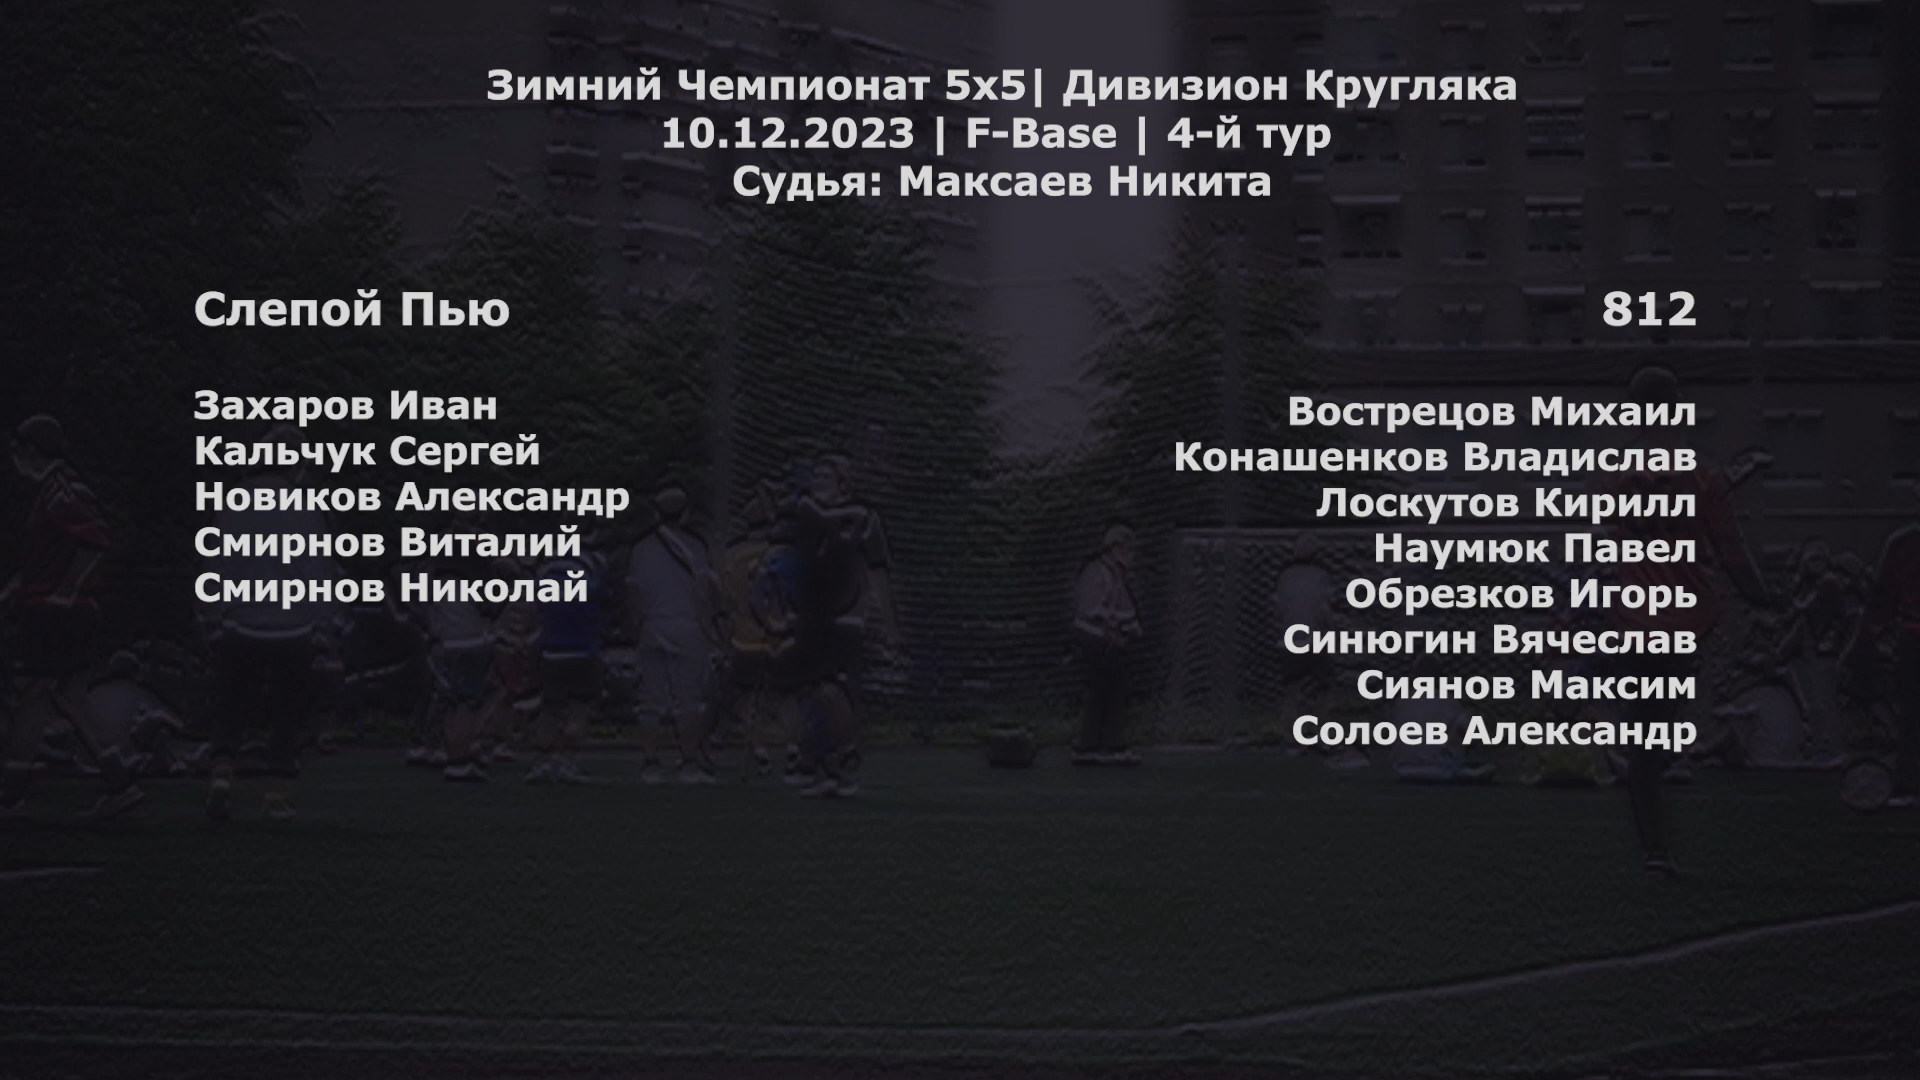 Зимний Чемпионат 5x5| Дивизион Кругляка
10.12.2023 | F-Base | 4-й тур
Судья: Максаев Никита
Слепой Пью
Захаров Иван
Кальчук Сергей
Новиков Александр
Смирнов Виталий
Смирнов Николай
812
Вострецов Михаил
Конашенков Владислав
Лоскутов Кирилл
Наумюк Павел
Обрезков Игорь
Синюгин Вячеслав
Сиянов Максим
Солоев Александр